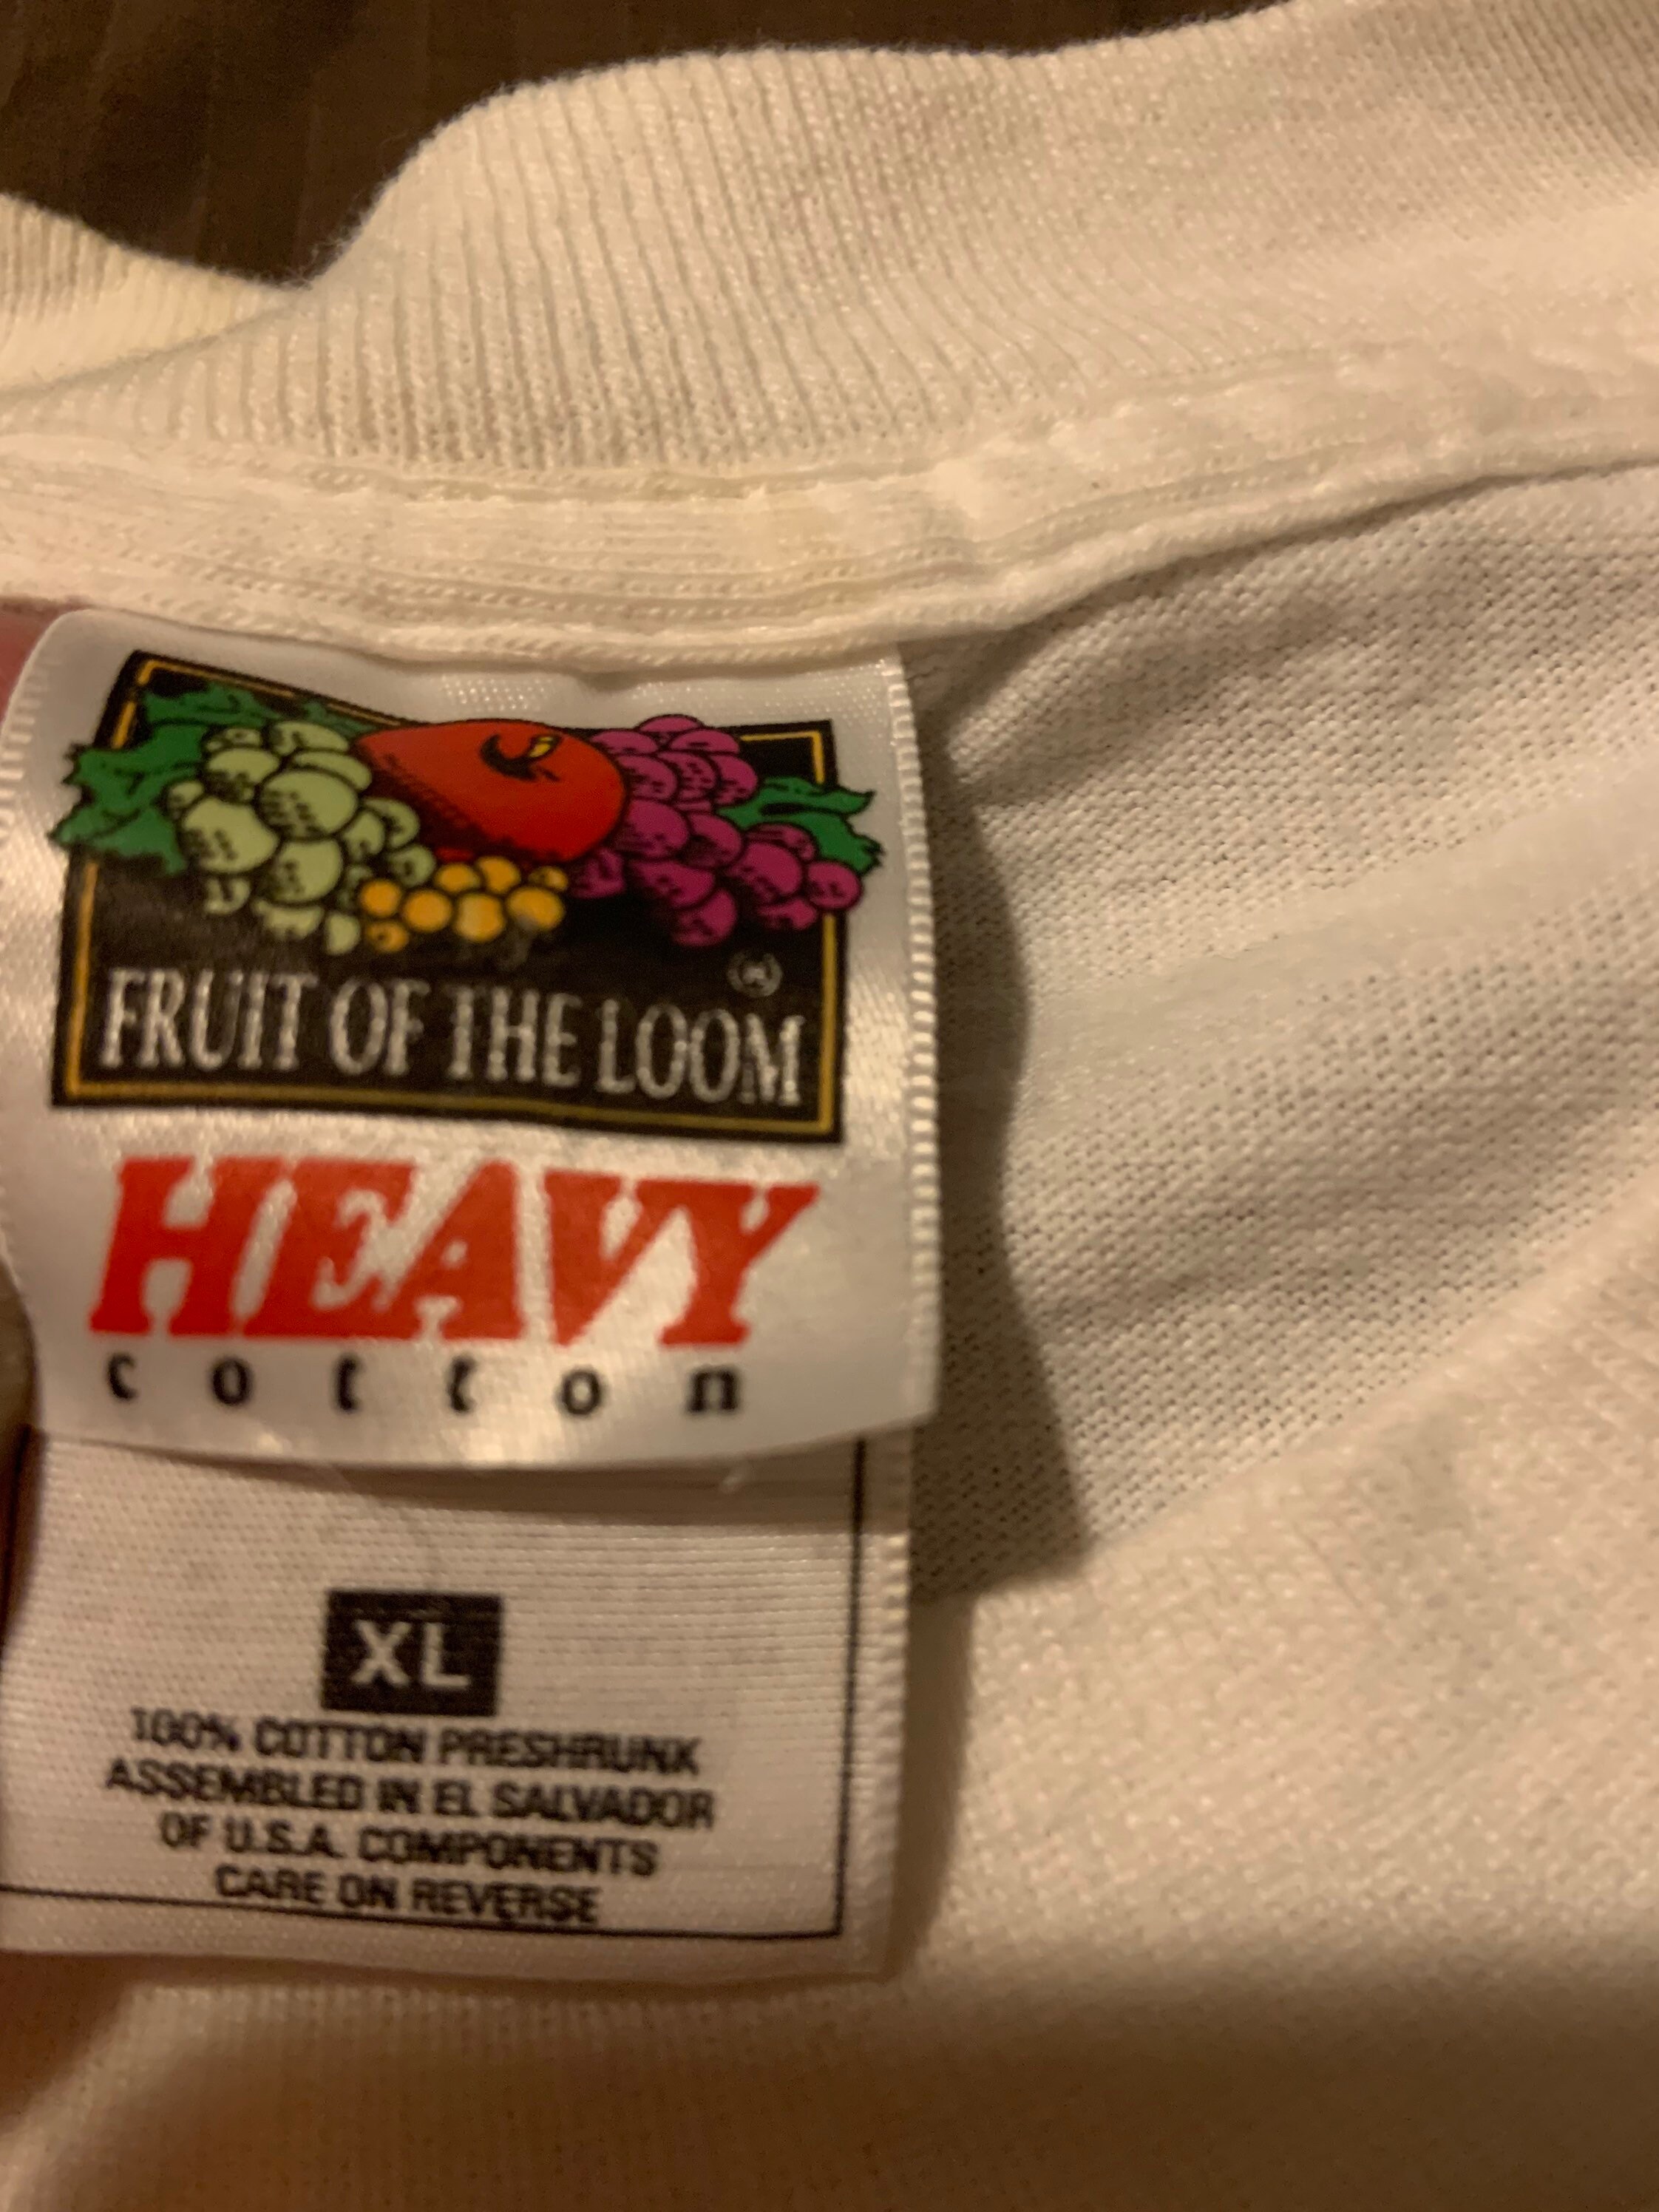 FRUIT OF THE LOOM®
HEAVY
cotton
XL
100% COTTON PRESHRUNK
ASSEMBLED IN EL SALVADOR
OF U.S.A. COMPONENTS
CARE ON REVERSE